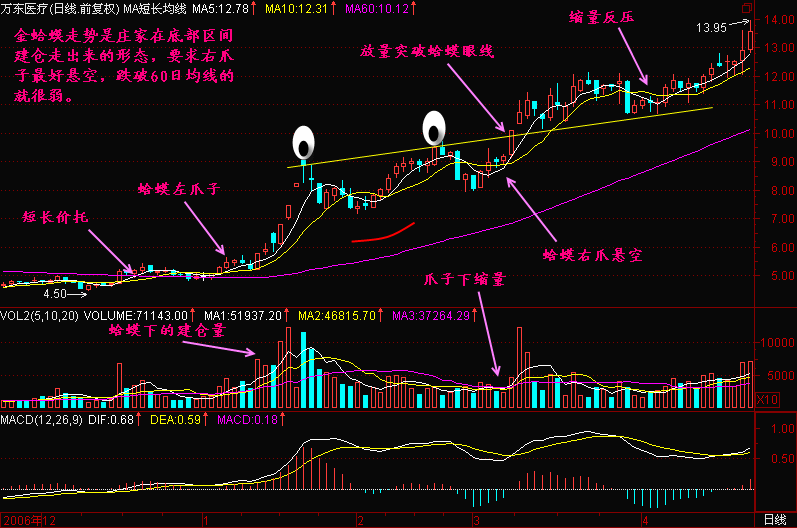 万东医疗(日线.前复权) MA短长均线 MA5:12.78↑ MA10:12.31↑ MA60:10.12↑
金蛤蟆走势是庄家在底部区间
建仓走出来的形态，要求右爪
子最好悬空，跌破60日均线的
就很弱。
缩量反压
13.95
14.00
放量突破蛤蟆眼线
13.00
12.00
11.00
10.00
9.00
蛤蟆左爪子
8.00
短长价托
7.00
蛤蟆右爪悬空
6.00
爪子下缩量
5.00
4.50
VOL2(5,10,20) VOLUME:71143.00↑ MA1:51937.20↑ MA2:46815.70↑ MA3:37264.29↑
蛤蟆下的建仓量
10000
5000
X10
MACD(12,26,9) DIF:0.68↑ DEA:0.59↑ MACD:0.18↑
1.00
0.50
0.00
2006年12 1 2 3 4 日线